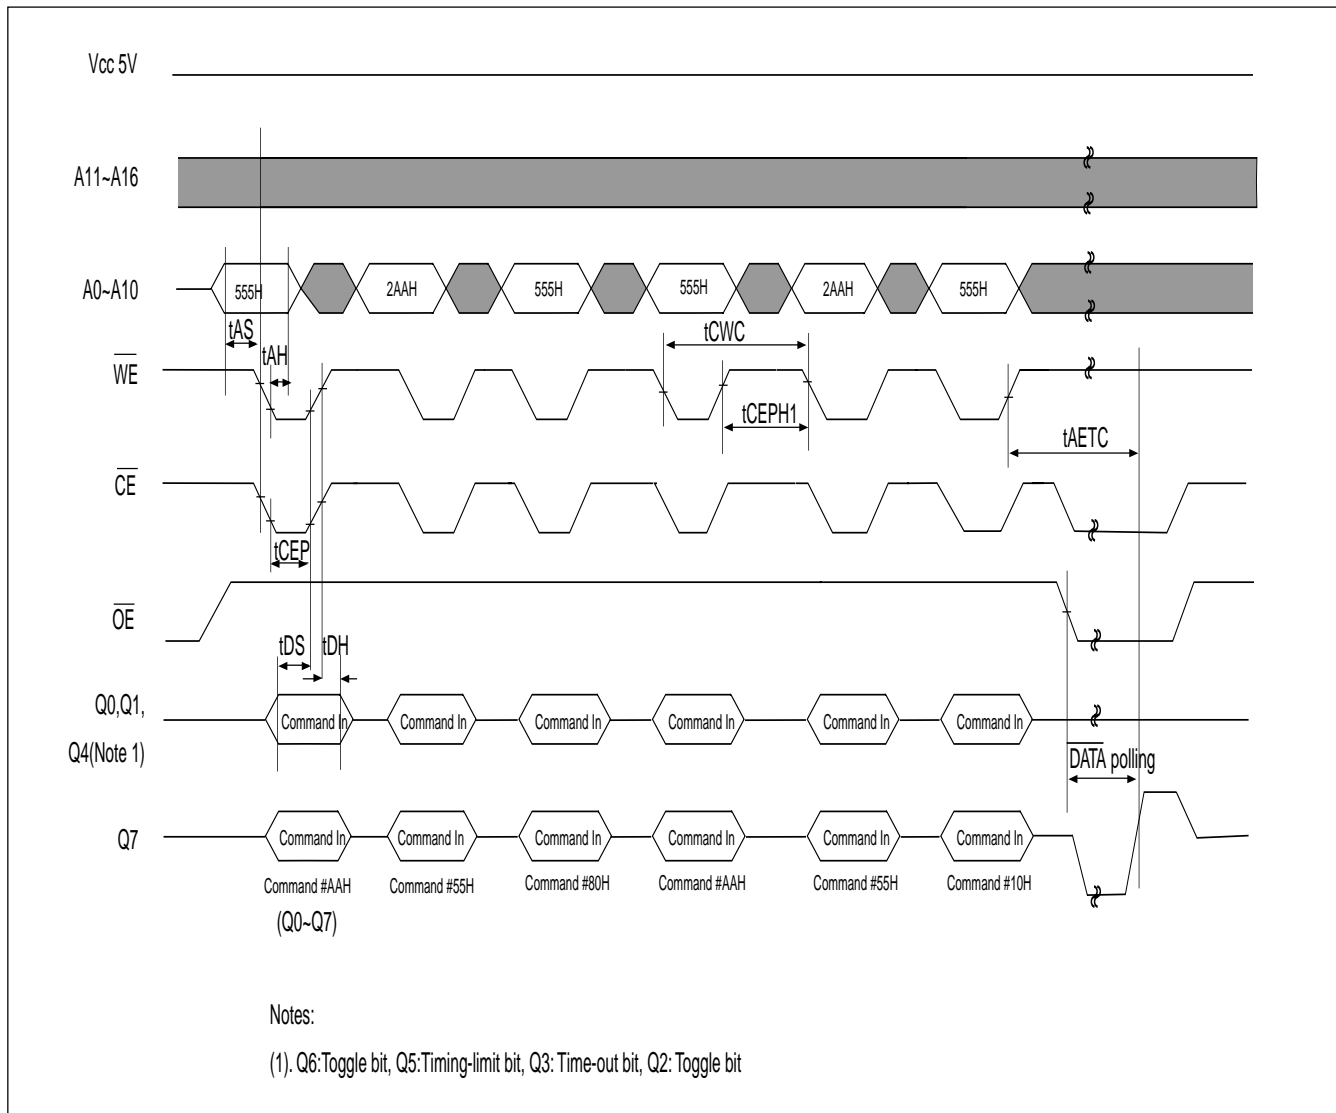 Vcc 5V
A11~A16
A0~A10
555H
2AAH
555H
555H
2AAH
555H
tAS
tAH
tCWC
WE
tCEPH1
tAETC
CE
tCEP
OE
tDS
tDH
Q0,Q1,
Q4(Note 1)
Command In
Command In
Command In
Command In
Command In
Command In
DATA polling
Q7
Command In
Command In
Command In
Command In
Command In
Command In
Command #AAH
Command #55H
Command #80H
Command #AAH
Command #55H
Command #10H
(Q0~Q7)
Notes:
(1). Q6:Toggle bit, Q5:Timing-limit bit, Q3: Time-out bit, Q2: Toggle bit